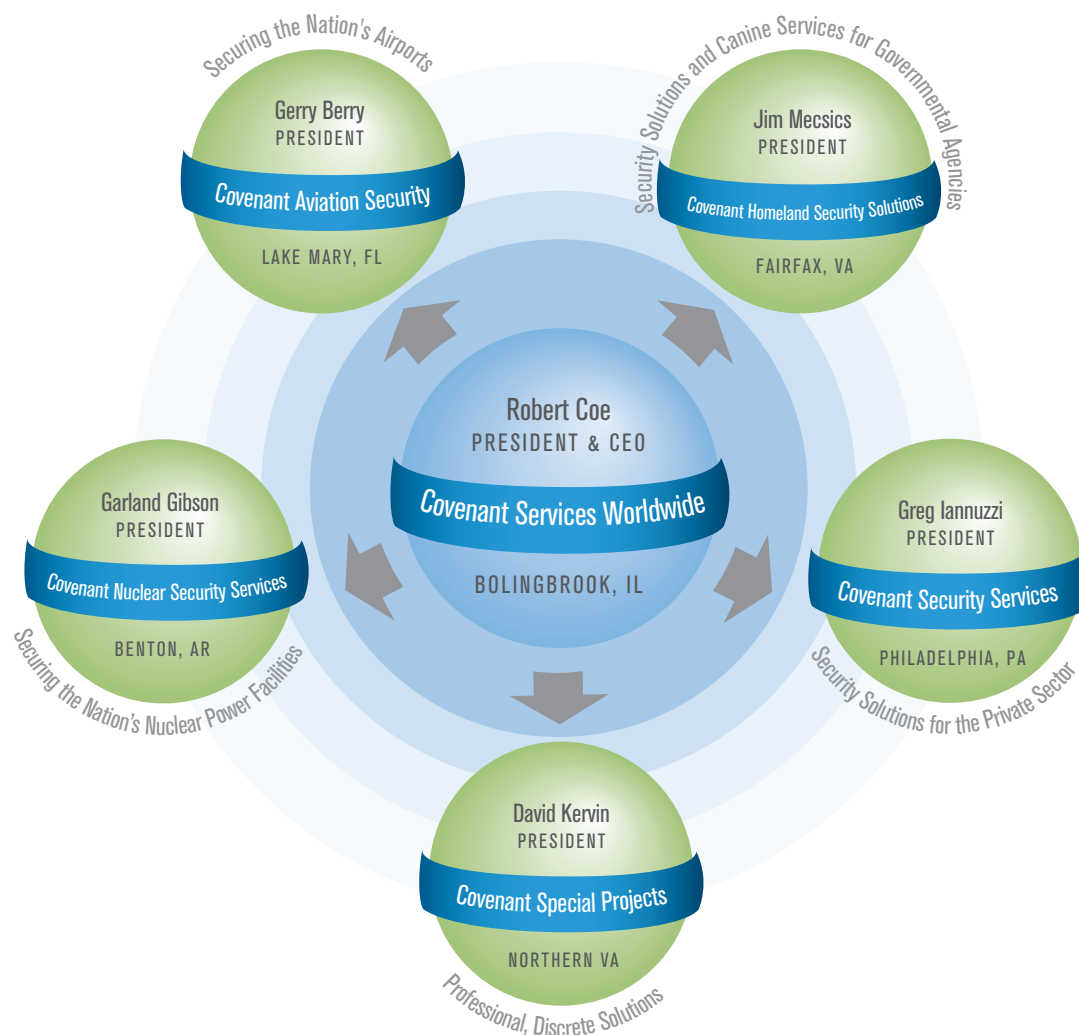 Securing the Nation's Airports
Gerry Berry
PRESIDENT
Covenant Aviation Security
LAKE MARY, FL
Security Solutions and Canine Services for Governmental Agencies
Jim Mecsics
PRESIDENT
Covenant Homeland Security Solutions
FAIRFAX, VA
Robert Coe
PRESIDENT & CEO
Covenant Services Worldwide
BOLINGBROOK, IL
Garland Gibson
PRESIDENT
Covenant Nuclear Security Services
BENTON, AR
Securing the Nation's Nuclear Power Facilities
Greg Iannuzzi
PRESIDENT
Covenant Security Services
PHILADELPHIA, PA
Security Solutions for the Private Sector
David Kervin
PRESIDENT
Covenant Special Projects
NORTHERN VA
Professional, Discrete Solutions